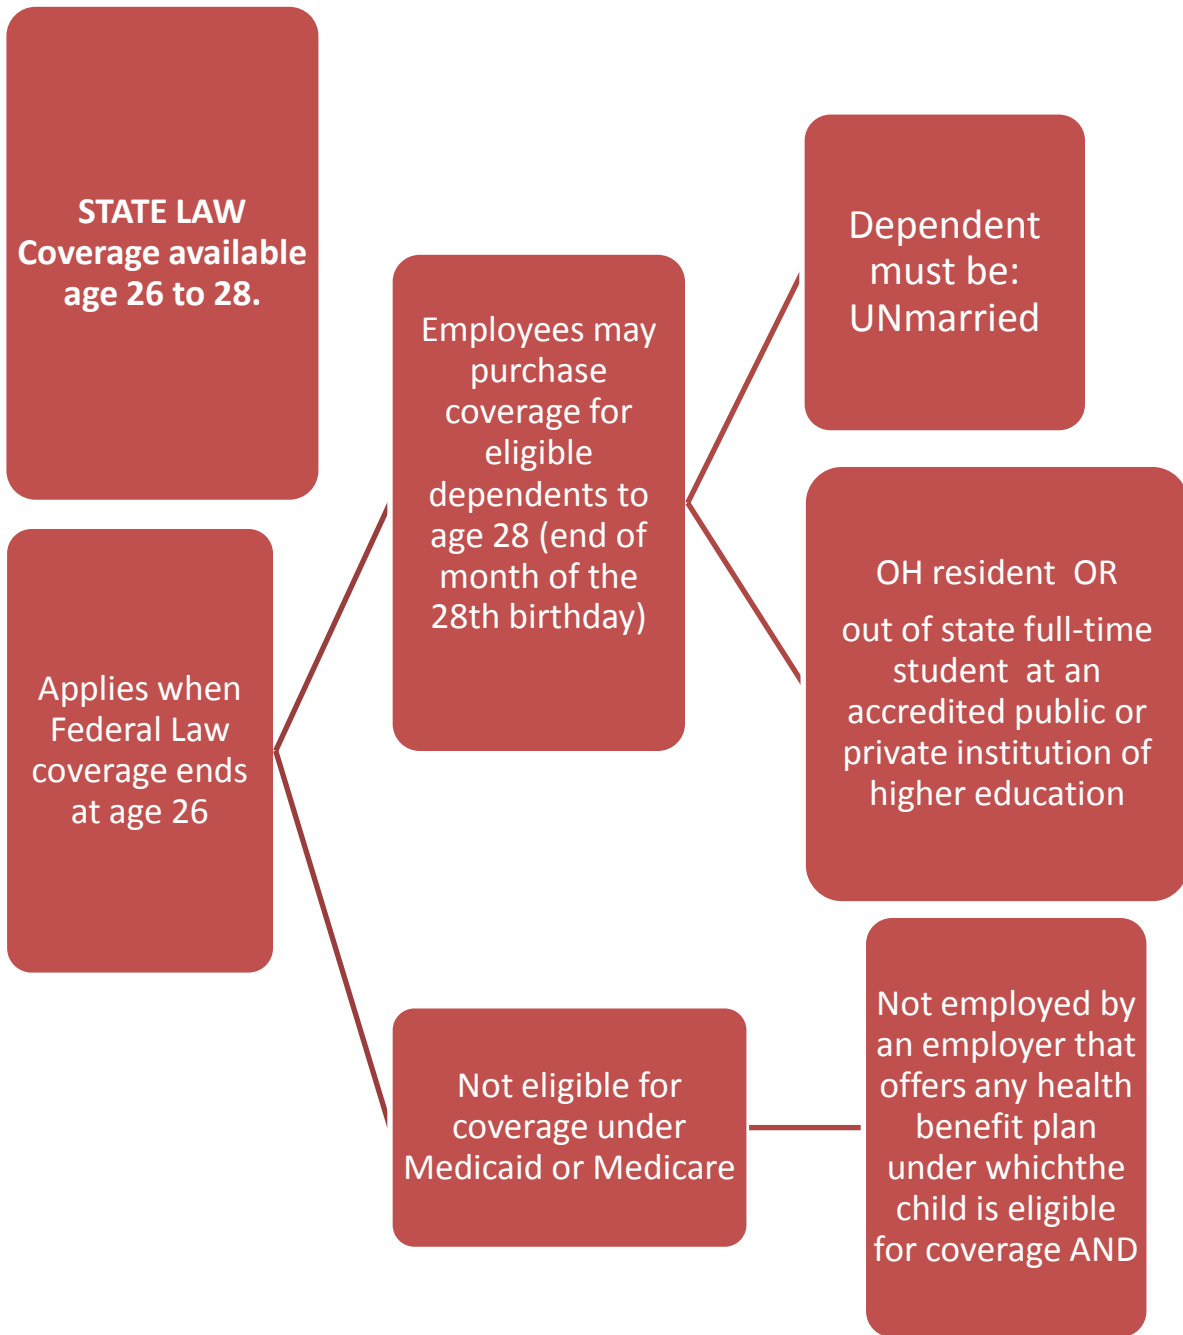 STATE LAW
Coverage available
age 26 to 28.
Applies when
Federal Law
coverage ends
at age 26
Employees may
purchase
coverage for
eligible
dependents to
age 28 (end of
month of the
28th birthday)
Dependent
must be:
UNmarried
OH resident  OR
out of state full-time
student  at an
accredited public or
private institution of
higher education
Not eligible for
coverage under
Medicaid or Medicare
Not employed by
an employer that
offers any health
benefit plan
under whichthe
child is eligible
for coverage AND